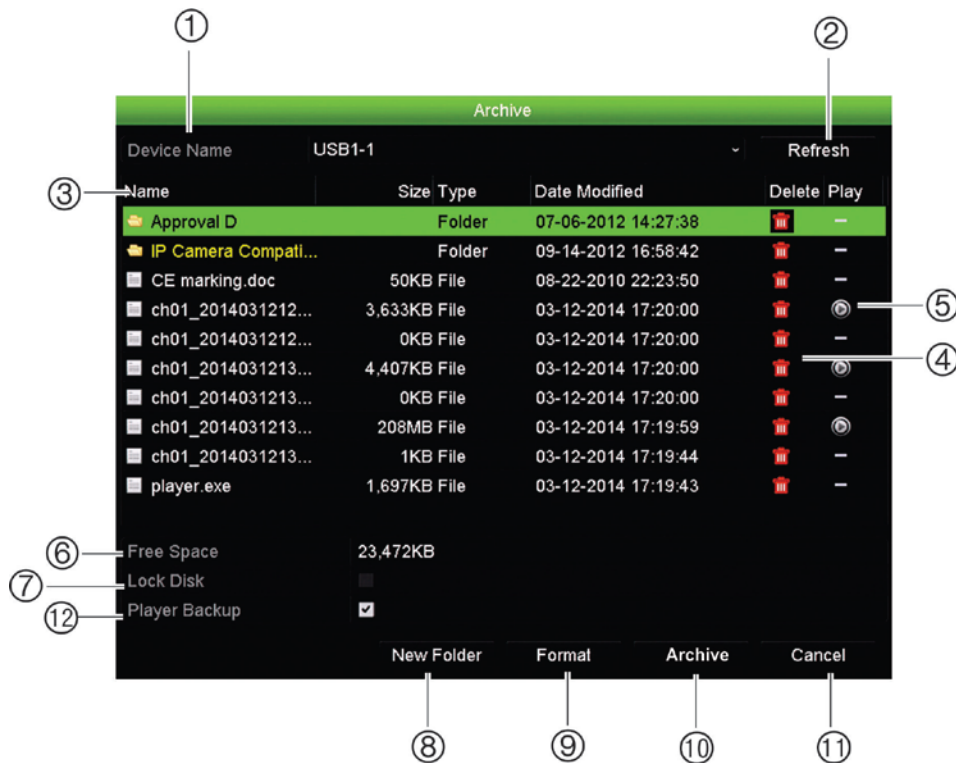 ① ②
Archive
Device Name USB1-1 Refresh
③ Name Size Type Date Modified Delete Play
Approval D Folder 07-06-2012 14:27:38 –
IP Camera Compati... Folder 09-14-2012 16:58:42 –
CE marking.doc 50KB File 08-22-2010 22:23:50 –
ch01_2014031212... 3,633KB File 03-12-2014 17:20:00 ⑤
ch01_2014031212... 0KB File 03-12-2014 17:20:00 –
ch01_2014031213... 4,407KB File 03-12-2014 17:20:00 ④
ch01_2014031213... 0KB File 03-12-2014 17:20:00 –
ch01_2014031213... 208MB File 03-12-2014 17:19:59
ch01_2014031213... 1KB File 03-12-2014 17:19:44 –
player.exe 1,697KB File 03-12-2014 17:19:43 –
⑥ Free Space 23,472KB
⑦ Lock Disk
⑫ Player Backup
New Folder Format Archive Cancel
⑧ ⑨ ⑩ ⑪